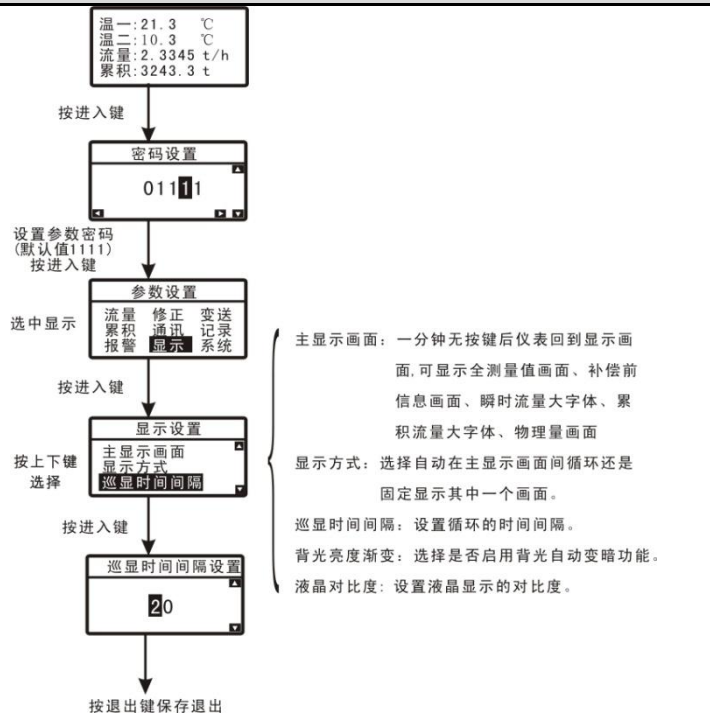 温一:21.3 ℃
温二:10.3 ℃
流量:2.3345 t/h
累积:3243.3 t
按进入键
密码设置
01111
设置参数密码
(默认值1111)
按进入键
参数设置
选中显示
流量 修正 变送
累积 通讯 记录
报警 显示 系统
按进入键
显示设置
主显示画面
显示方式
巡显时间间隔
按上下键
选择
按进入键
巡显时间间隔设置
20
按退出键保存退出
主显示画面：一分钟无按键后仪表回到显示画
面,可显示全测量值画面、补偿前
信息画面、瞬时流量大字体、累
积流量大字体、物理量画面
显示方式：选择自动在主显示画面间循环还是
固定显示其中一个画面。
巡显时间间隔：设置循环的时间间隔。
背光亮度渐变：选择是否启用背光自动变暗功能。
液晶对比度：设置液晶显示的对比度。